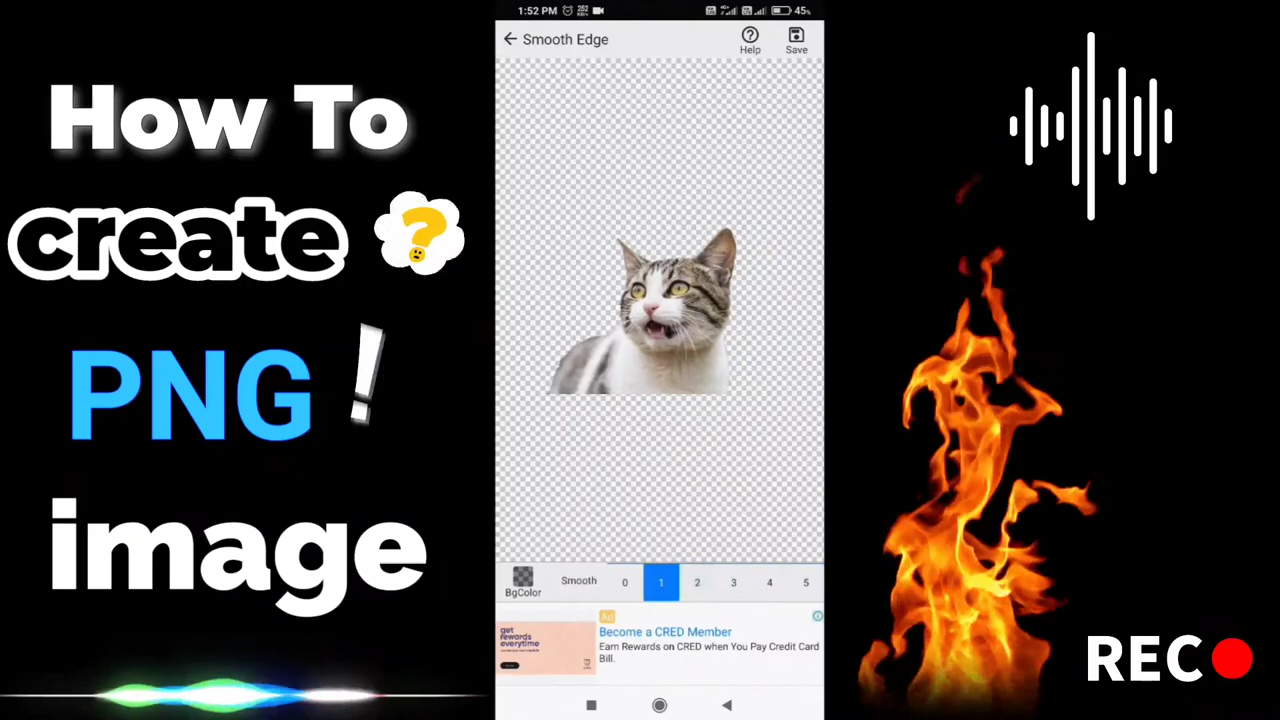 How To
create ?
PNG !
image
1:52 PM
45%
Smooth Edge
Help
Save
BgColor
Smooth 0 1 2 3 4 5
get
rewards
everytime
Ad
Become a CRED Member
Earn Rewards on CRED when You Pay Credit Card
Bill.
REC